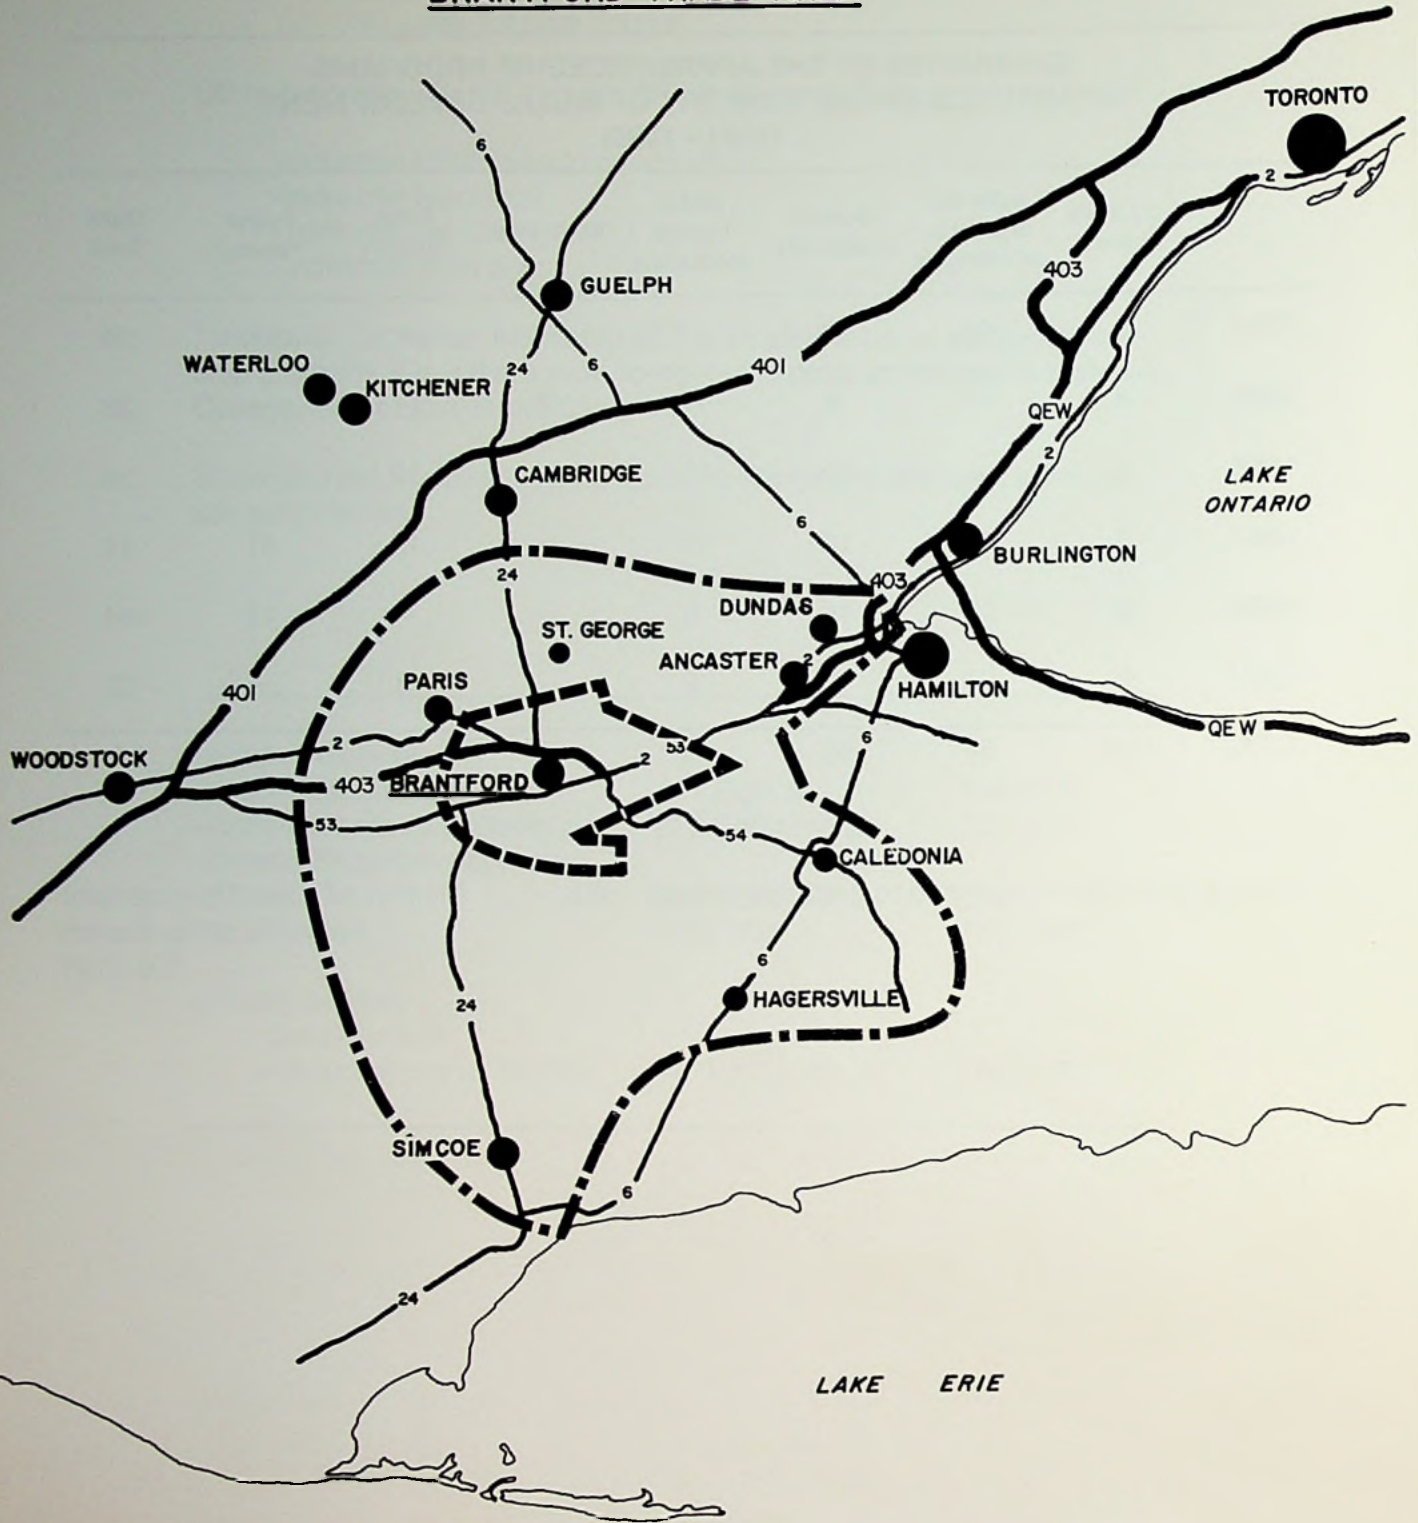 BRANTFORD TRADE
TORONTO
6
2
403
GUELPH
WATERLOO
KITCHENER
24
6
401
QEW
2
CAMBRIDGE
LAKE
ONTARIO
6
BURLINGTON
24
403
DUNDAS
ST. GEORGE
ANCASTER
2
HAMILTON
PARIS
401
2
53
6
QEW
WOODSTOCK
403
BRANTFORD
2
53
54
CALEDONIA
6
24
HAGERSVILLE
SIMCOE
6
24
LAKE ERIE